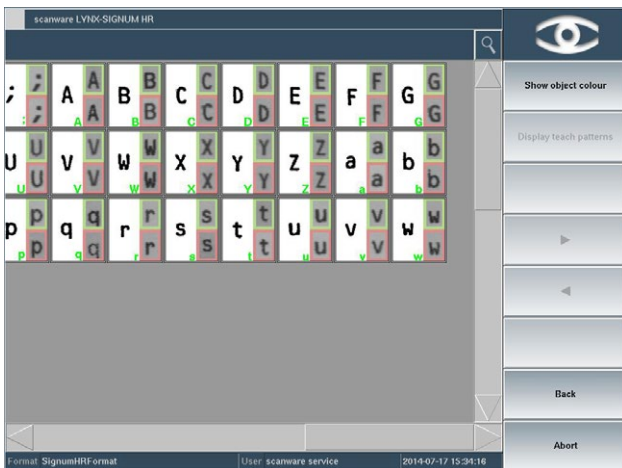 scanware LYNX-SIGNUM HR
Show object colour
Display teach patterns
; ; ; ; A A A A B B B B C C C C D D D D E E E E F F F F G G G G
U U U U V V V V W W W W X X X X Y Y Y Y Z Z Z Z a a a a b b b b
p p p p q q q q r r r r s s s s t t t t u u u u v v v v w w w w
Back
Abort
Format SignumHRFormat User scanware service 2014-07-17 15:34:16